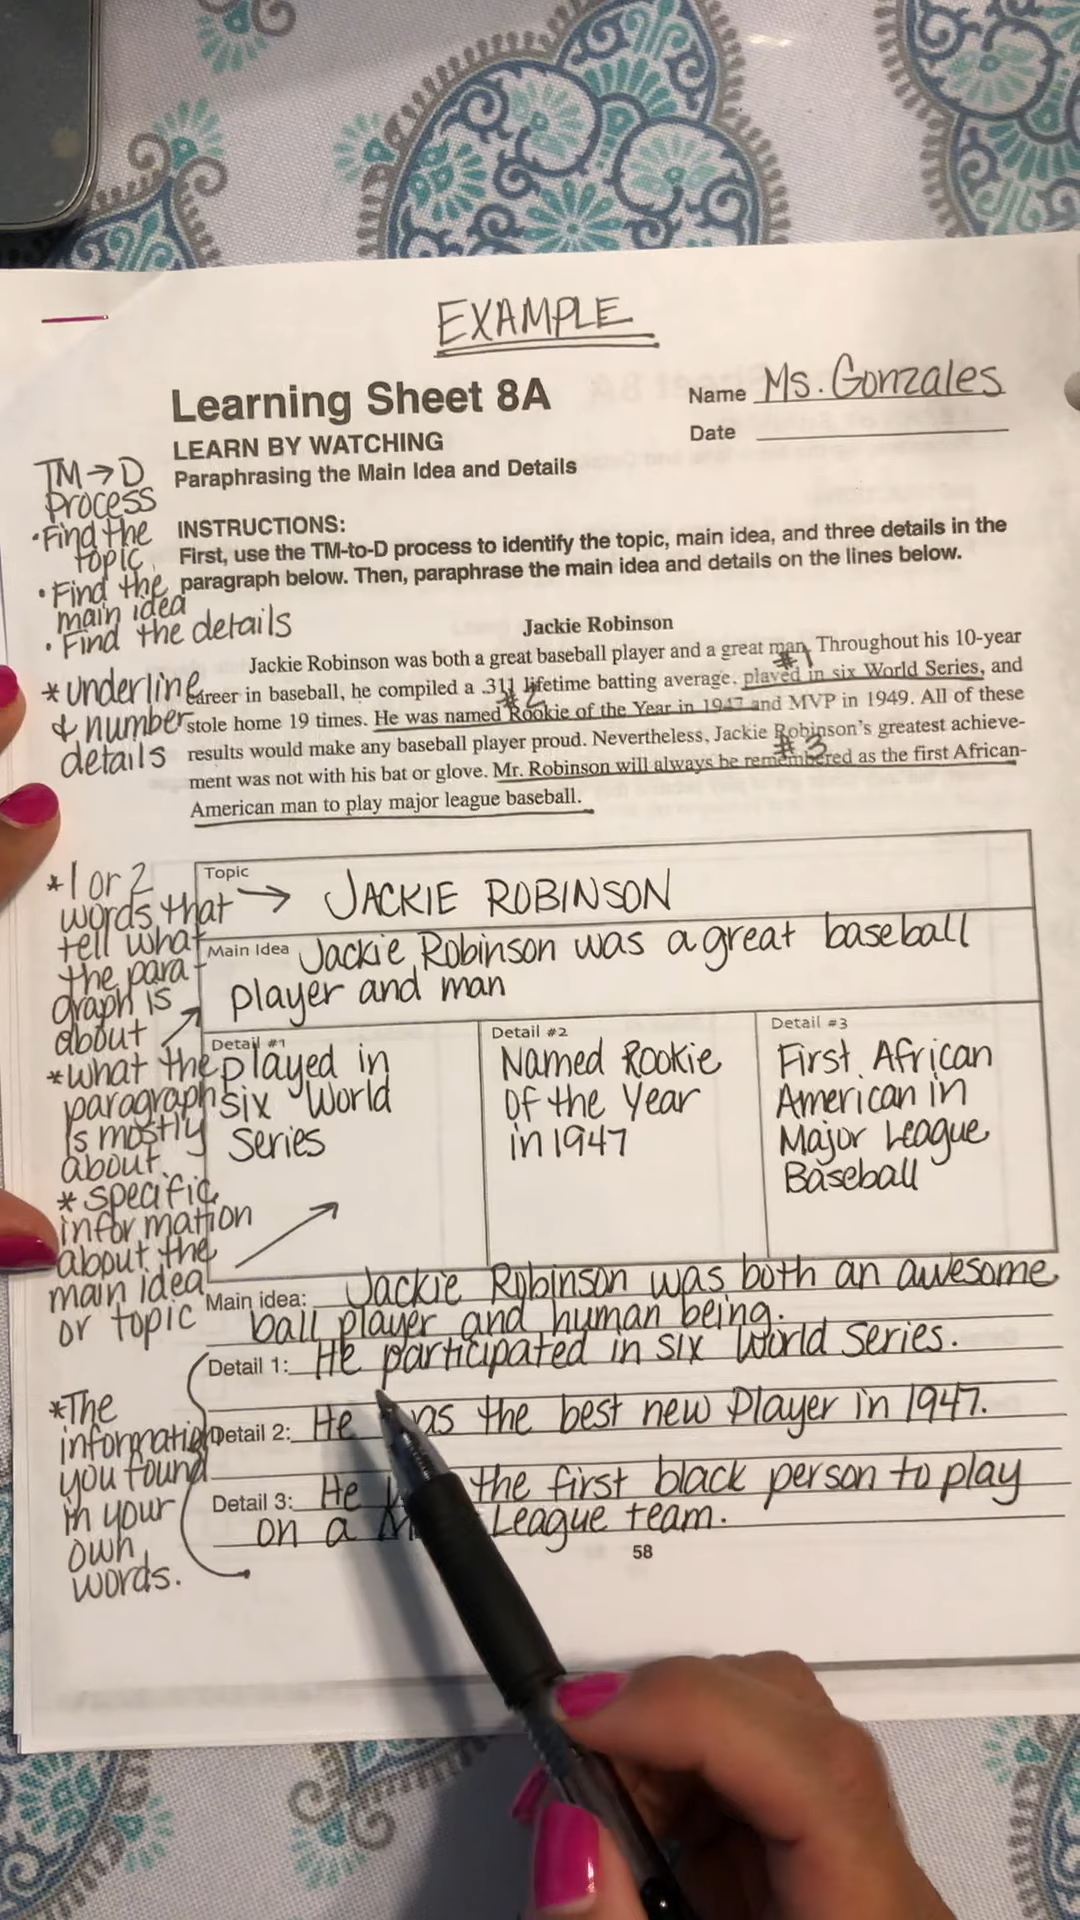 EXAMPLE
Learning Sheet 8A
Name Ms. Gonzales
LEARN BY WATCHING
Date
Paraphrasing the Main Idea and Details
TM→D
Process
• Find the
topic
• Find the
main idea
• Find the details
* Underline
& number
details
INSTRUCTIONS:
First, use the TM-to-D process to identify the topic, main idea, and three details in the
paragraph below. Then, paraphrase the main idea and details on the lines below.
Jackie Robinson
Jackie Robinson was both a great baseball player and a great man. Throughout his 10-year
#1
career in baseball, he compiled a .311 lifetime batting average, played in six World Series, and
#2
stole home 19 times. He was named Rookie of the Year in 1947 and MVP in 1949. All of these
results would make any baseball player proud. Nevertheless, Jackie Robinson's greatest achieve-
#3
ment was not with his bat or glove. Mr. Robinson will always be remembered as the first African-
American man to play major league baseball.
* 1 or 2
words that
tell what
the para-
graph is
about
* what the
paragraph
is mostly
about.
* specific
information
about the
main idea
or topic
Topic → JACKIE ROBINSON
Main Idea Jackie Robinson was a great baseball
player and man
Detail #1
played in
six World
Series
Detail #2
Named Rookie
of the Year
in 1947
Detail #3
First African
American in
Major League
Baseball
Main idea: Jackie Robinson was both an awesome
ball player and human being.
Detail 1: He participated in six World Series.
Detail 2: He the best new player in 1947.
Detail 3: He the first black person to play
on a League team.
* The
information
you found
in your
own
words.
58